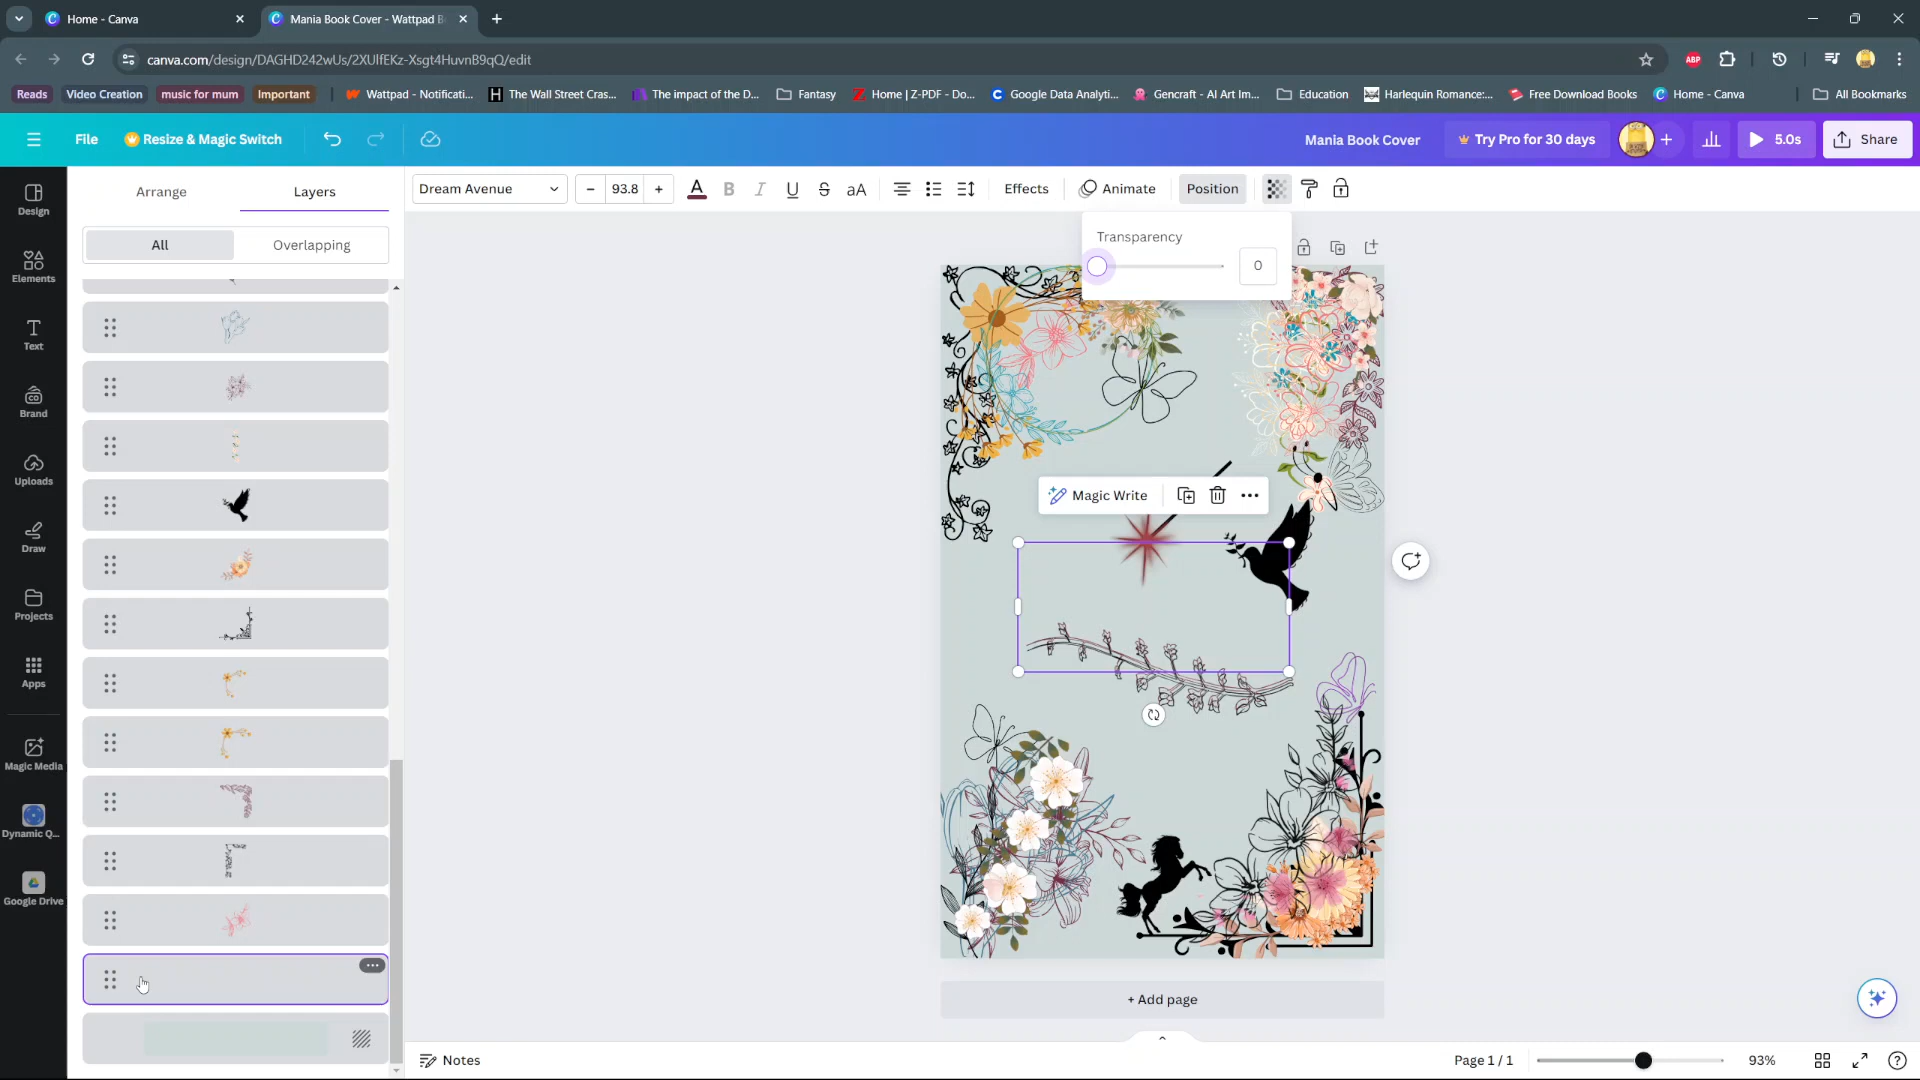 Home - Canva
Mania Book Cover - Wattpad B
canva.com/design/DAGHD242wUs/2XUlfEKz-Xsgt4HuvnB9qQ/edit
ABP
Reads
Video Creation
music for mum
Important
Wattpad - Notificati...
The Wall Street Cras...
The impact of the D...
Fantasy
Home | Z-PDF - Do...
Google Data Analyti...
Gencraft - AI Art Im...
Education
Harlequin Romance:...
Free Download Books
Home - Canva
All Bookmarks
File
Resize & Magic Switch
Mania Book Cover
Try Pro for 30 days
5.0s
Share
Arrange
Layers
Dream Avenue
93.8
A
B
I
U
S
aA
Effects
Animate
Position
All
Overlapping
Transparency
0
Design
Elements
Text
Brand
Uploads
Draw
Projects
Apps
Magic Media
Dynamic Q...
Google Drive
Magic Write
+ Add page
Notes
Page 1 / 1
93%